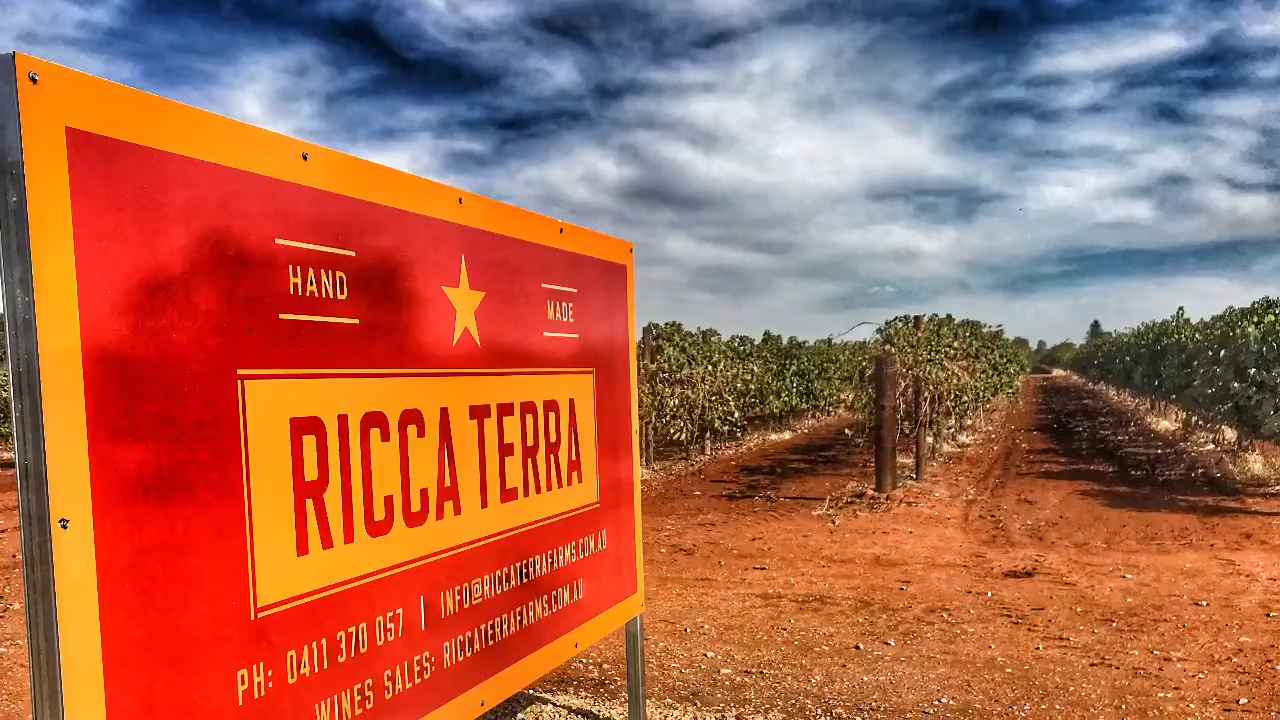 HAND
MADE
RICCA TERRA
PH: 0411 370 057 | INFO@RICCATERRAFARMS.COM.AU
WINES SALES: RICCATERRAFARMS.COM.AU